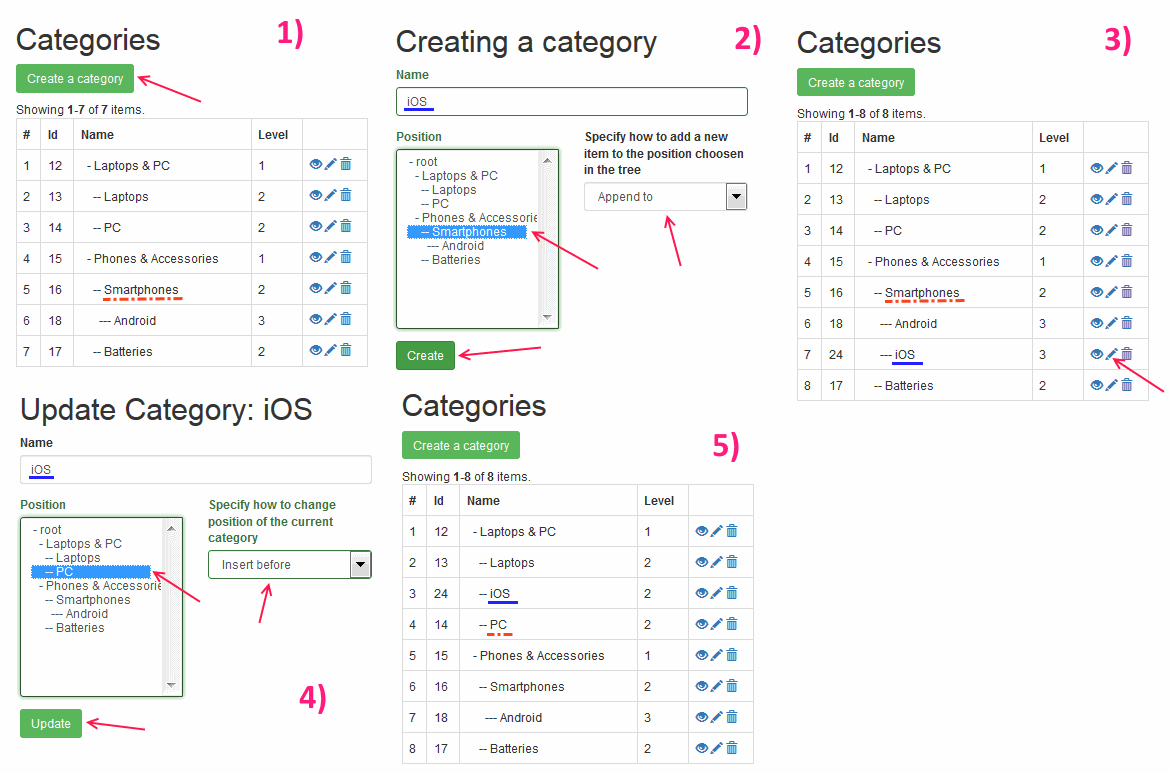 1)
Categories
Create a category
Showing 1-7 of 7 items.
# Id Name Level
1 12 - Laptops & PC 1
2 13 -- Laptops 2
3 14 -- PC 2
4 15 - Phones & Accessories 1
5 16 -- Smartphones 2
6 18 --- Android 3
7 17 -- Batteries 2
2)
Creating a category
Name
iOS
Position
- root
- Laptops & PC
-- Laptops
-- PC
- Phones & Accessorie
-- Smartphones
--- Android
-- Batteries
Specify how to add a new
item to the position choosen
in the tree
Append to
Create
3)
Categories
Create a category
Showing 1-8 of 8 items.
# Id Name Level
1 12 - Laptops & PC 1
2 13 -- Laptops 2
3 14 -- PC 2
4 15 - Phones & Accessories 1
5 16 -- Smartphones 2
6 18 --- Android 3
7 24 --- iOS 3
8 17 -- Batteries 2
Update Category: iOS
Name
iOS
Position
- root
- Laptops & PC
-- Laptops
-- PC
- Phones & Accessorie
-- Smartphones
--- Android
-- Batteries
Specify how to change
position of the current
category
Insert before
4)
Update
Categories
5)
Create a category
Showing 1-8 of 8 items.
# Id Name Level
1 12 - Laptops & PC 1
2 13 -- Laptops 2
3 24 -- iOS 2
4 14 -- PC 2
5 15 - Phones & Accessories 1
6 16 -- Smartphones 2
7 18 --- Android 3
8 17 -- Batteries 2